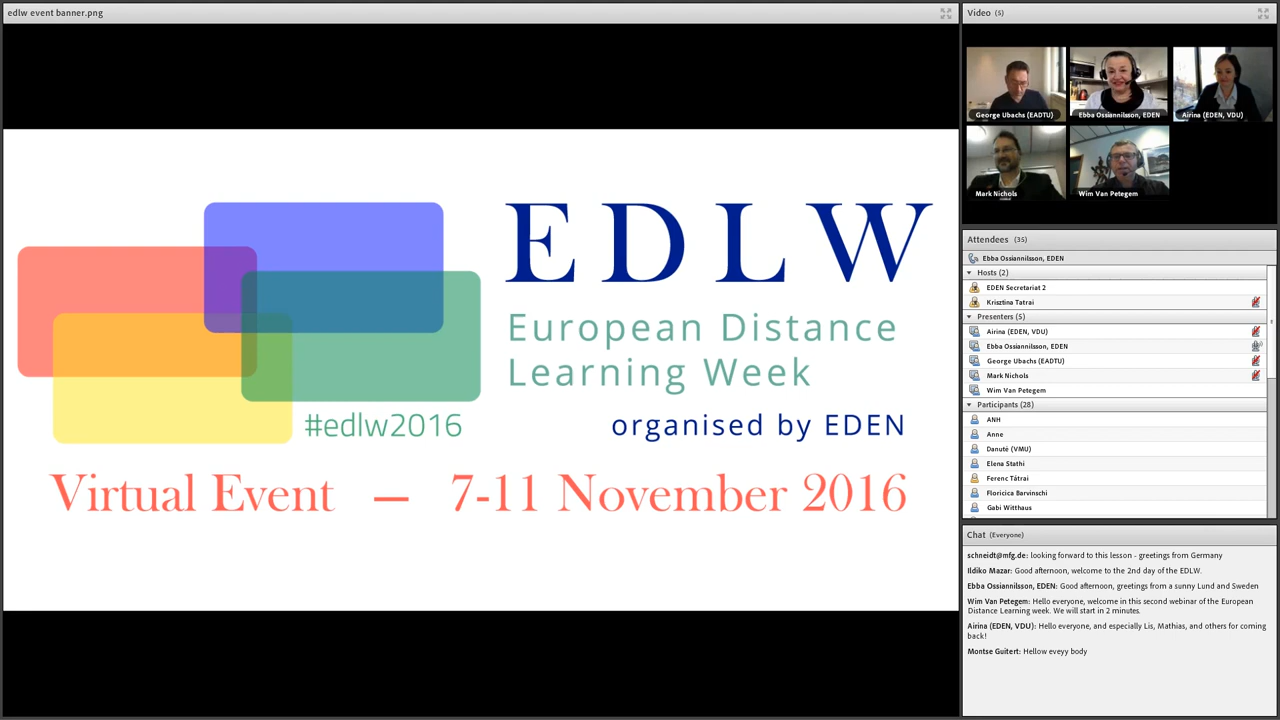 edlw event banner.png
EDLW
European Distance
Learning Week
#edlw2016
organised by EDEN
Virtual Event — 7-11 November 2016
Video (5)
George Ubachs (EADTU)
Ebba Ossiannilsson, EDEN
Airina (EDEN, VDU)
Mark Nichols
Wim Van Petegem
Attendees (35)
Ebba Ossiannilsson, EDEN
Hosts (2)
EDEN Secretariat 2
Krisztina Tatrai
Presenters (5)
Airina (EDEN, VDU)
Ebba Ossiannilsson, EDEN
George Ubachs (EADTU)
Mark Nichols
Wim Van Petegem
Participants (28)
ANH
Anne
Danutė (VMU)
Elena Stathi
Ferenc Tátrai
Floricica Barvinschi
Gabi Witthaus
Chat (Everyone)
schneidt@mfg.de: looking forward to this lesson - greetings from Germany
Ildiko Mazar: Good afternoon, welcome to the 2nd day of the EDLW.
Ebba Ossiannilsson, EDEN: Good afternoon, greetings from a sunny Lund and Sweden
Wim Van Petegem: Hello everyone, welcome in this second webinar of the European
Distance Learning week. We will start in 2 minutes.
Airina (EDEN, VDU): Hello everyone, and especially Lis, Mathias, and others for coming
back!
Montse Guitert: Hellow eveyy body